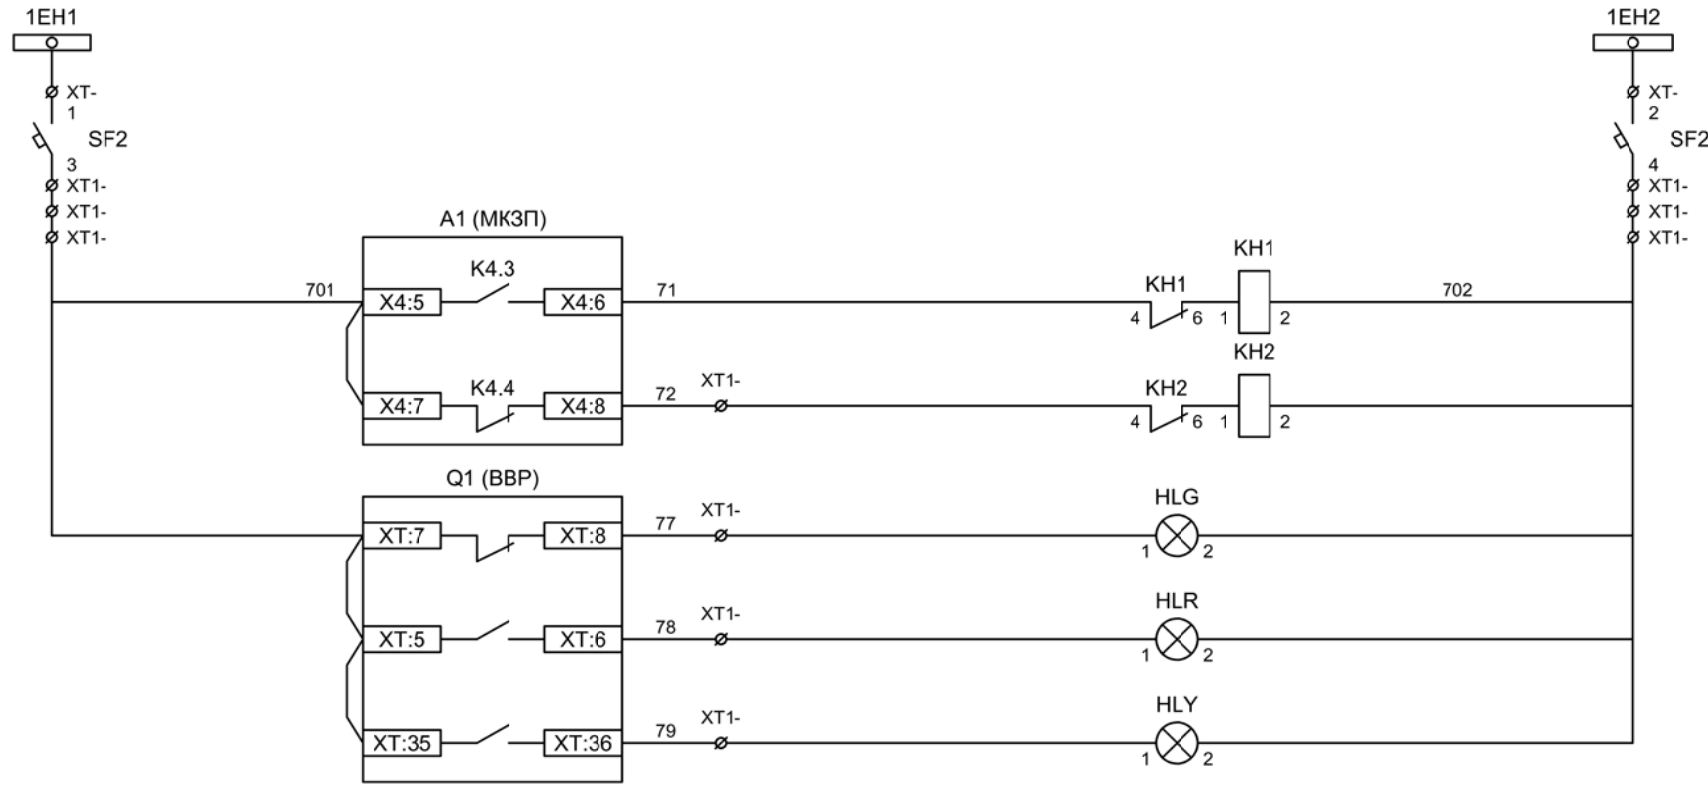 1EH1
1EH2
XT-
1
SF2
3
XT1-
XT1-
XT1-
XT-
2
SF2
4
XT1-
XT1-
XT1-
A1 (МКЗП)
701
X4:5
K4.3
X4:6
71
KH1
4
6
KH1
1
2
702
X4:7
K4.4
X4:8
72
XT1-
KH2
4
6
KH2
1
2
Q1 (ВВР)
XT:7
XT:8
77
XT1-
HLG
1
2
XT:5
XT:6
78
XT1-
HLR
1
2
XT:35
XT:36
79
XT1-
HLY
1
2